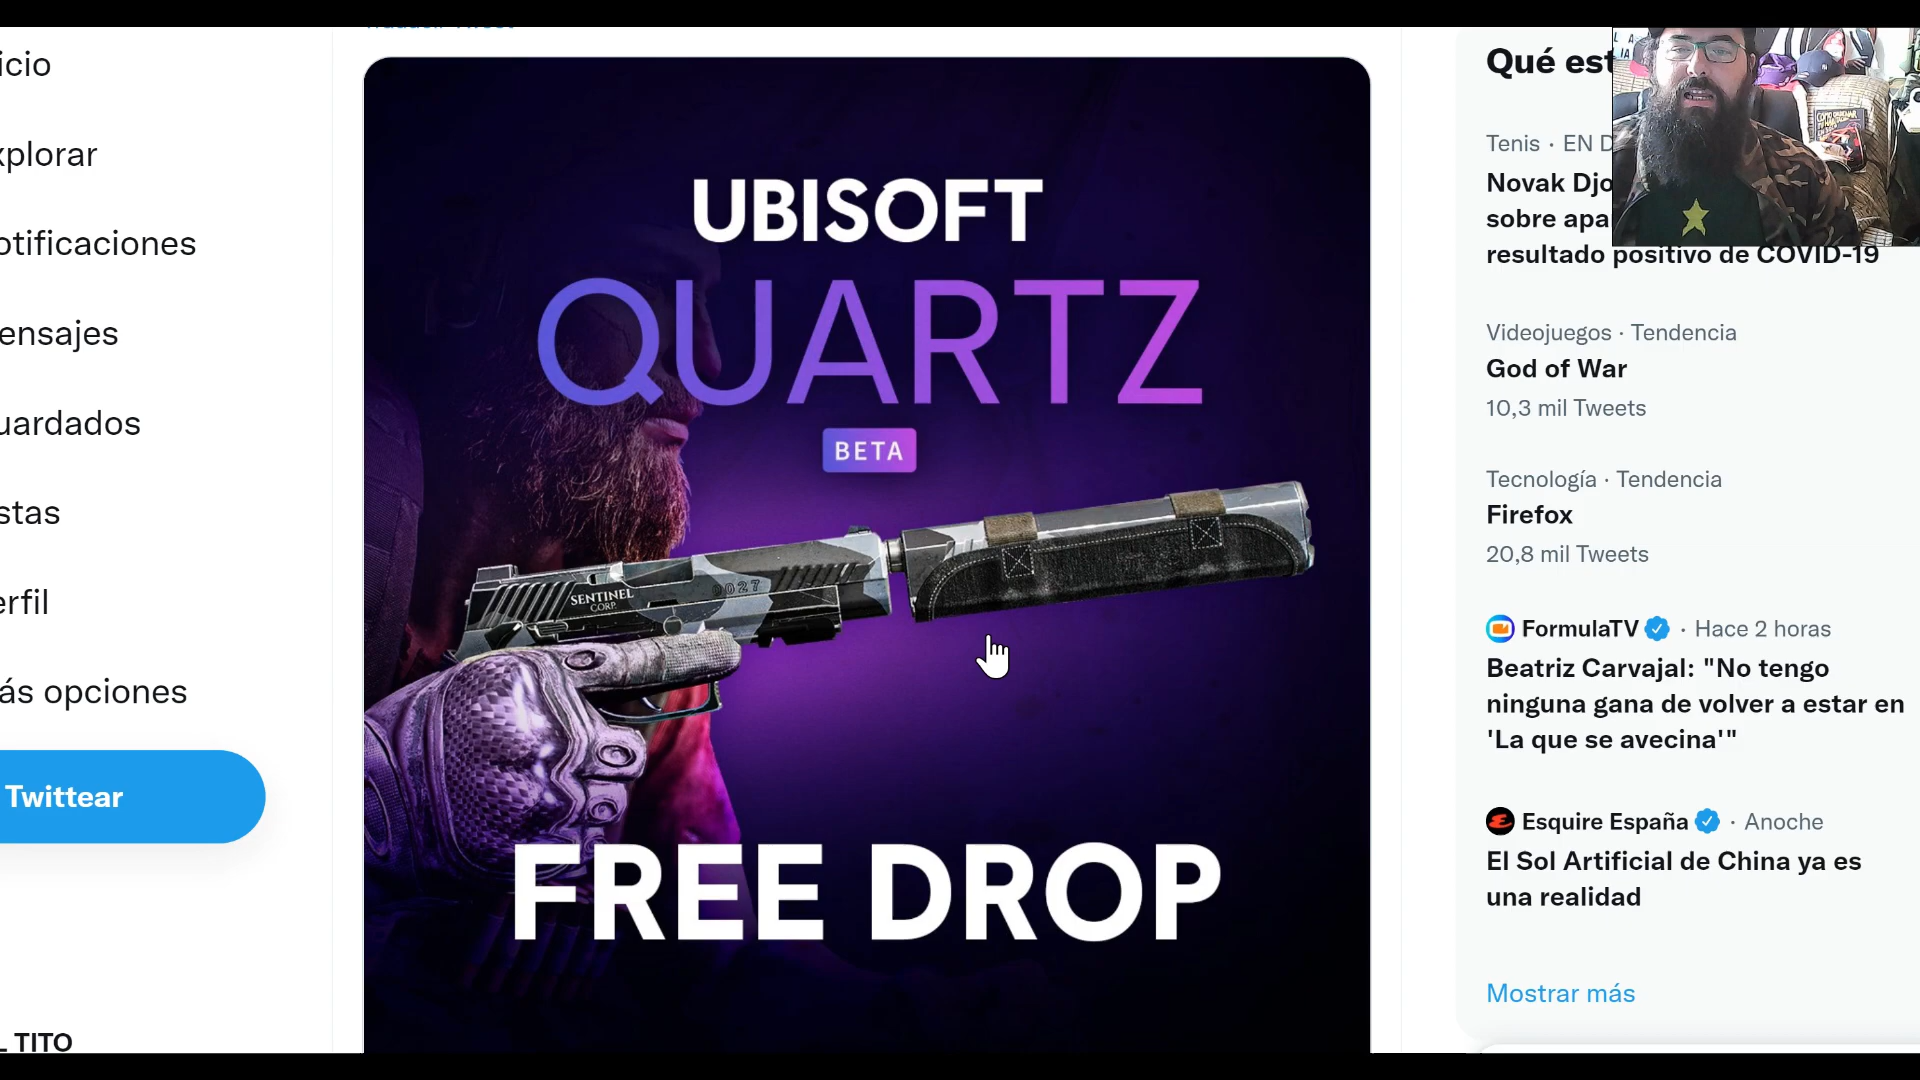 icio
xplorar
otificaciones
ensajes
uardados
stas
erfil
ás opciones
Twittear
L TITO
UBISOFT
QUARTZ
BETA
SENTINEL
CORP.
0027
FREE DROP
Qué est
Tenis · EN D
Novak Djo
sobre apa
resultado positivo de COVID-19
Videojuegos · Tendencia
God of War
10,3 mil Tweets
Tecnología · Tendencia
Firefox
20,8 mil Tweets
FormulaTV · Hace 2 horas
Beatriz Carvajal: "No tengo
ninguna gana de volver a estar en
'La que se avecina'"
Esquire España · Anoche
El Sol Artificial de China ya es
una realidad
Mostrar más